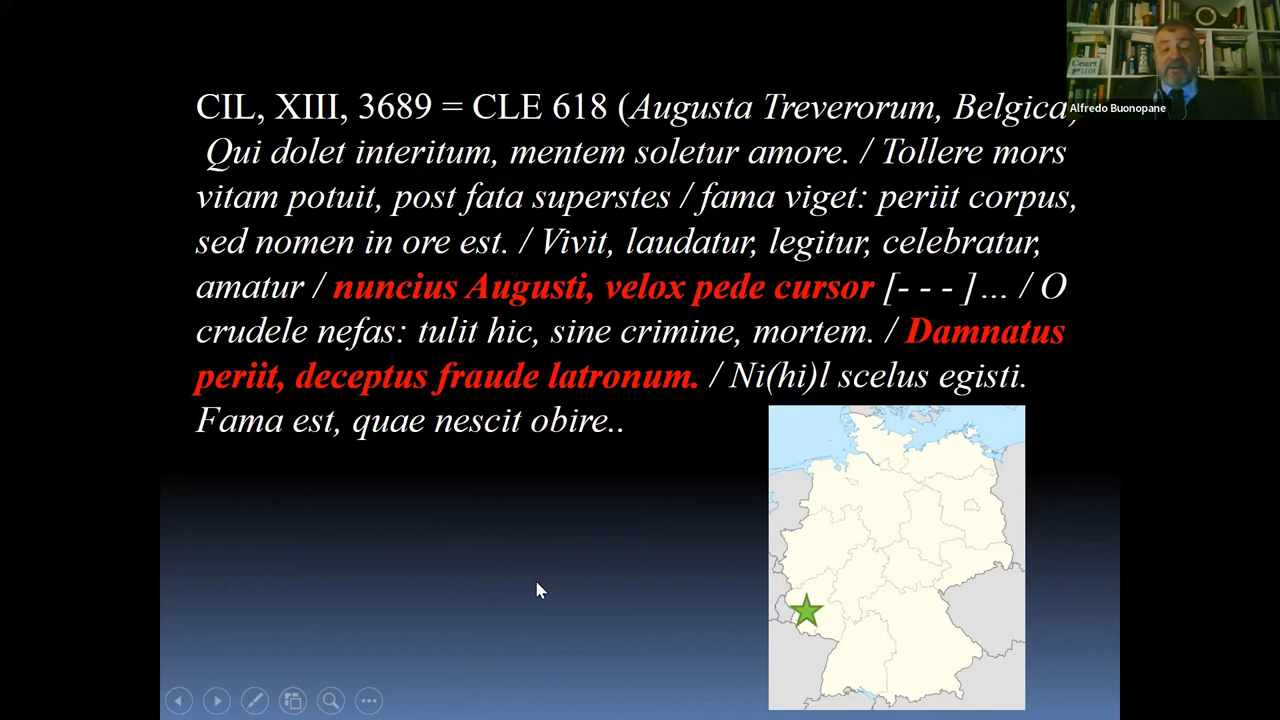 CIL, XIII, 3689 = CLE 618 (Augusta Treverorum, Belgica)
Qui dolet interitum, mentem soletur amore. / Tollere mors
vitam potuit, post fata superstes / fama viget: periit corpus,
sed nomen in ore est. / Vivit, laudatur, legitur, celebratur,
amatur / nuncius Augusti, velox pede cursor [- - - ]... / O
crudele nefas: tulit hic, sine crimine, mortem. / Damnatus
periit, deceptus fraude latronum. / Ni(hi)l scelus egisti.
Fama est, quae nescit obire..
Alfredo Buonopane